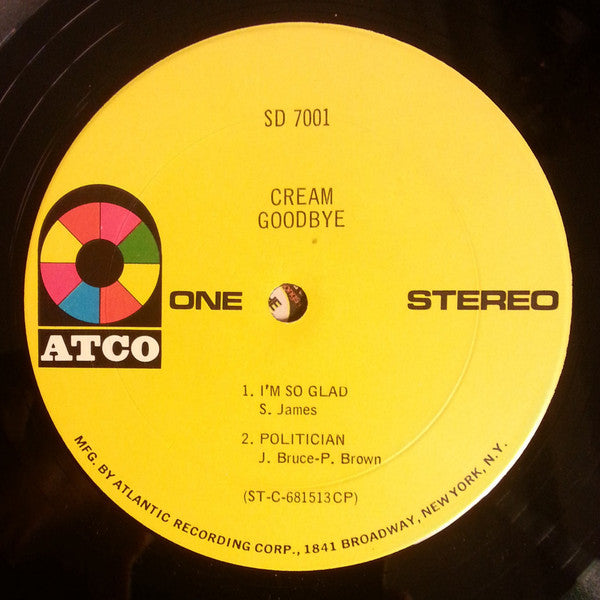 SD 7001
CREAM
GOODBYE
ATCO
ONE
STEREO
1. I'M SO GLAD
S. James
2. POLITICIAN
J. Bruce-P. Brown
(ST-C-681513CP)
MFG. BY ATLANTIC RECORDING CORP., 1841 BROADWAY, NEW YORK, N.Y.